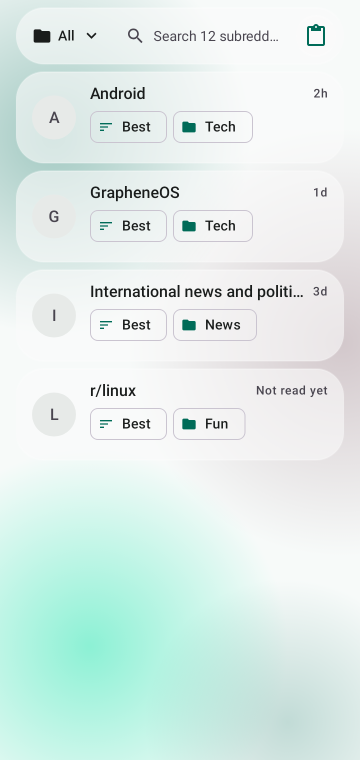 All Search 12 subredd…
Android 2h
A
Best Tech
GrapheneOS 1d
G
Best Tech
International news and politi… 3d
I
Best News
r/linux Not read yet
L
Best Fun